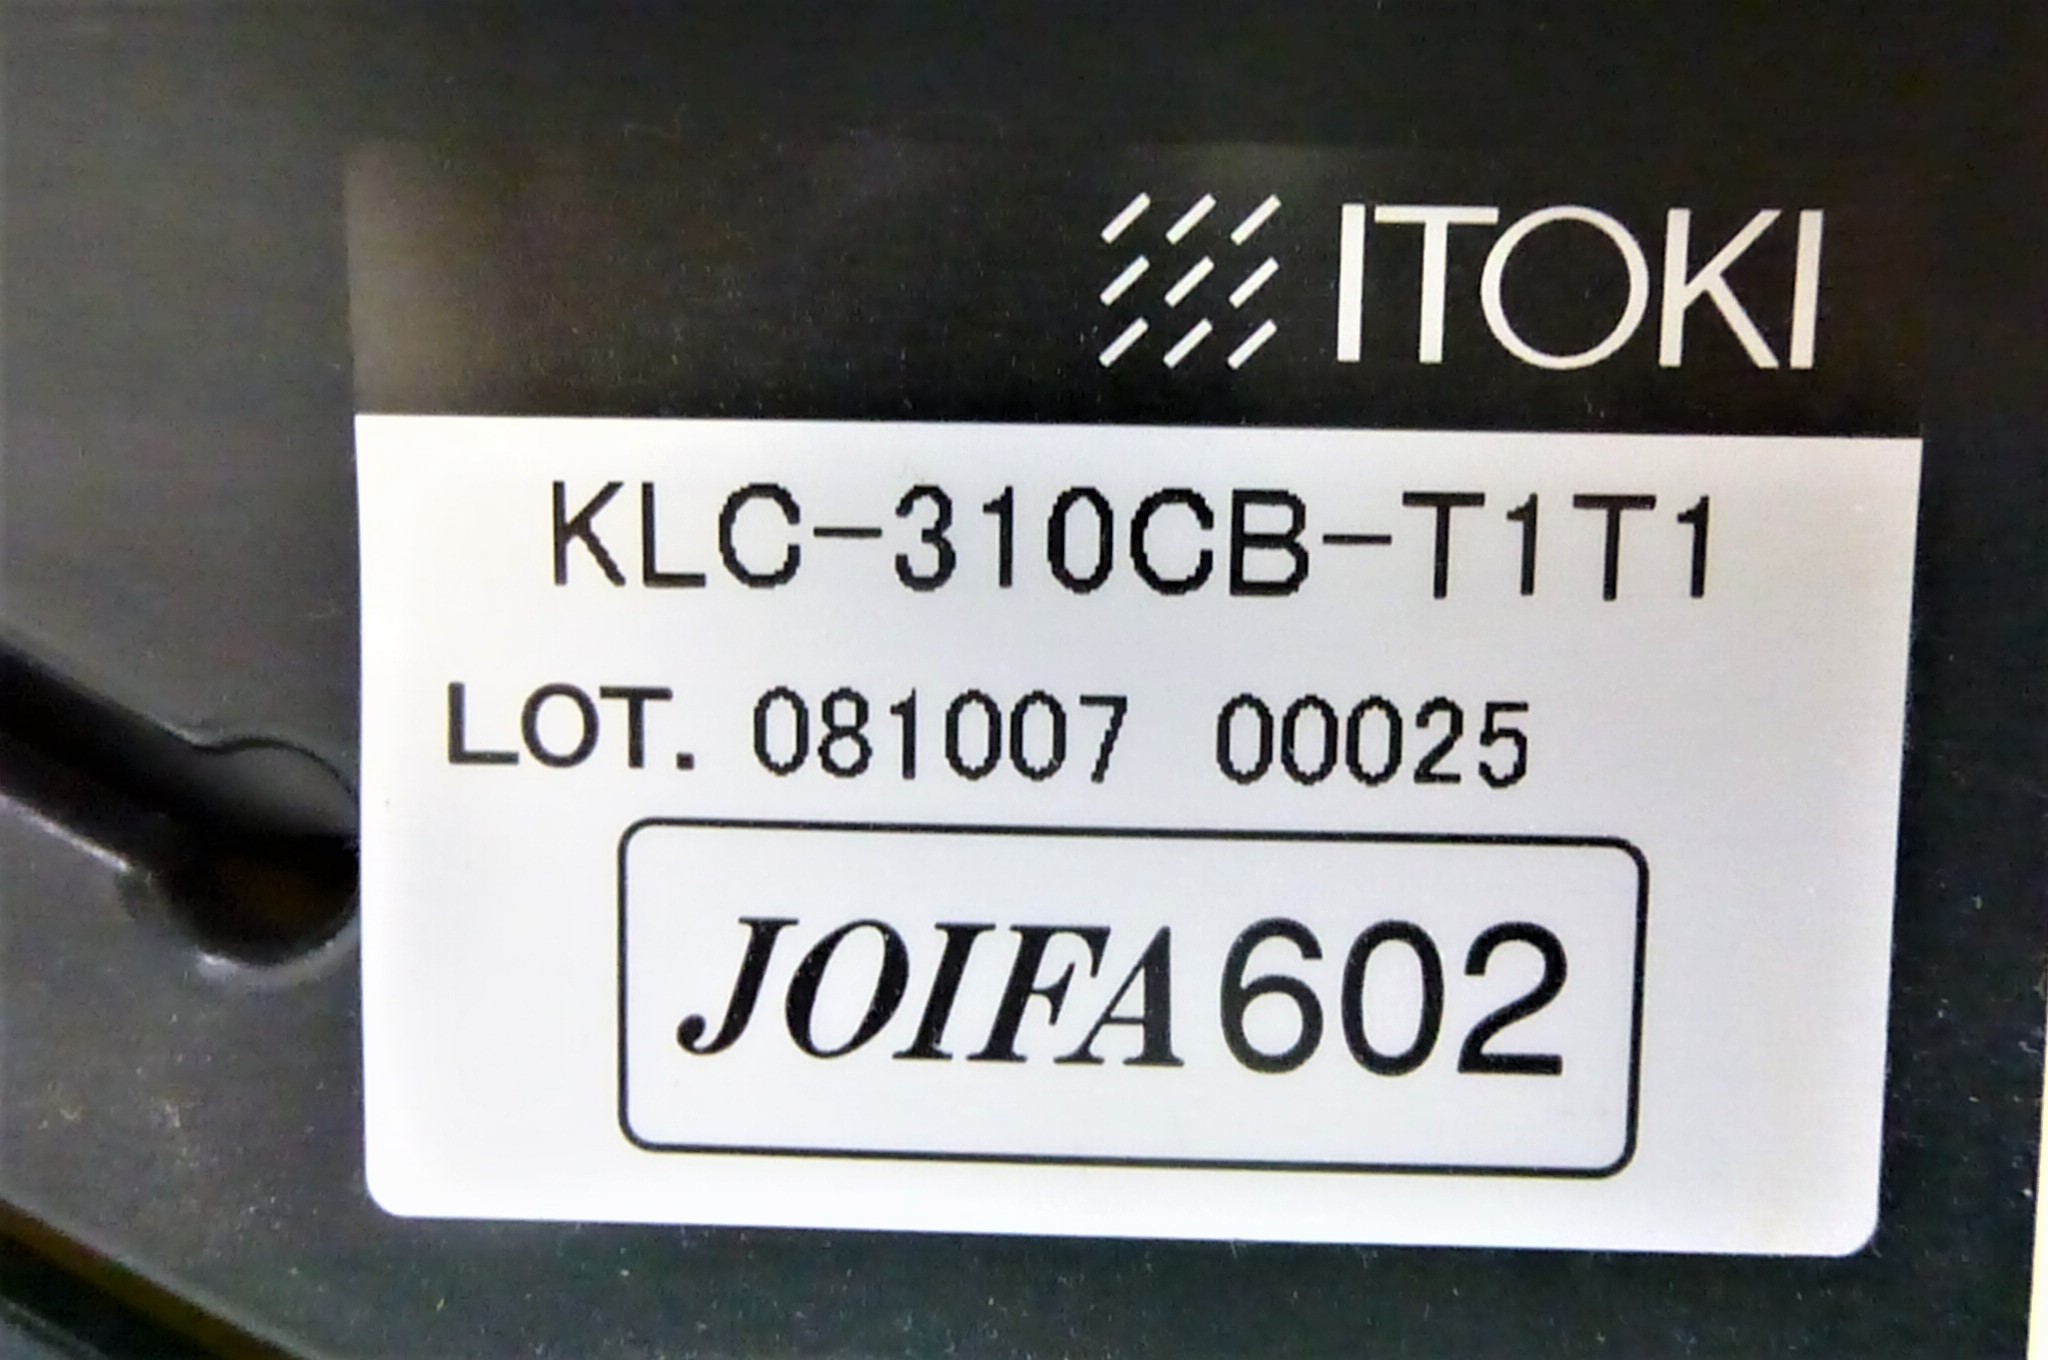 ITOKI
KLC-310CB-T1T1
LOT. 081007 00025
JOIFA602